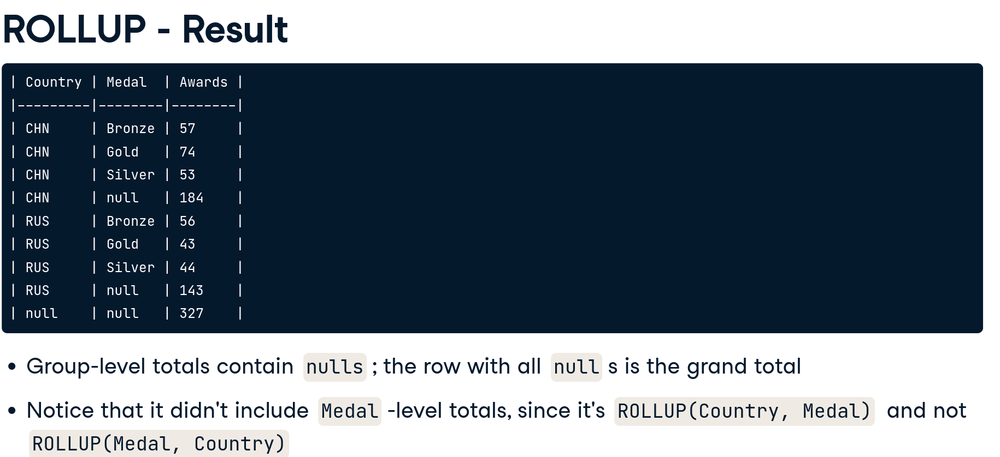 ROLLUP - Result
| Country | Medal  | Awards |
|---------|--------|--------|
| CHN     | Bronze | 57     |
| CHN     | Gold   | 74     |
| CHN     | Silver | 53     |
| CHN     | null   | 184    |
| RUS     | Bronze | 56     |
| RUS     | Gold   | 43     |
| RUS     | Silver | 44     |
| RUS     | null   | 143    |
| null    | null   | 327    |
• Group-level totals contain nulls ; the row with all null s is the grand total
• Notice that it didn't include Medal -level totals, since it's ROLLUP(Country, Medal) and not
ROLLUP(Medal, Country)